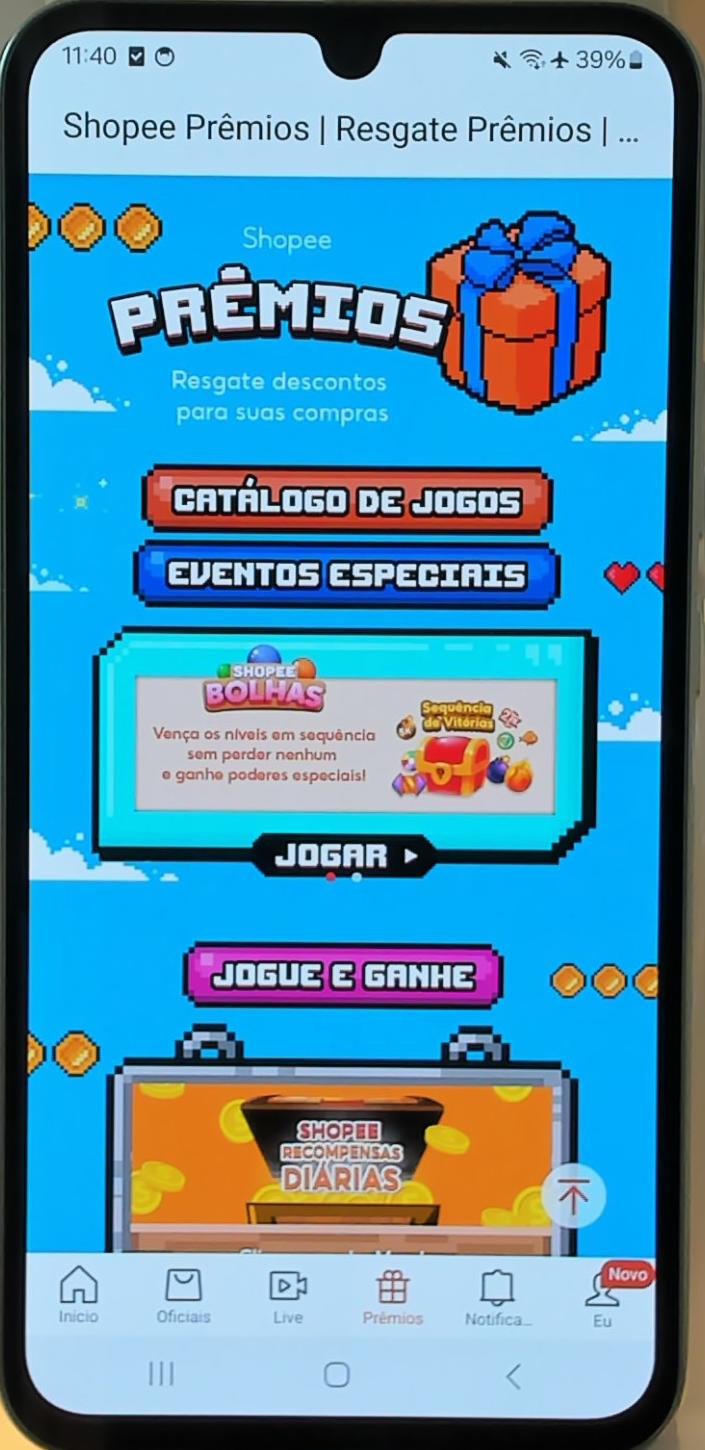 11:40
39%
Shopee Prêmios | Resgate Prêmios | ...
Shopee
PRÊMIOS
Resgate descontos
para suas compras
CATÁLOGO DE JOGOS
EVENTOS ESPECIAIS
SHOPEE
BOLHAS
Vença os níveis em sequência
sem perder nenhum
e ganhe poderes especiais!
Sequência
de Vitórias
JOGAR
JOGUE E GANHE
SHOPEE
RECOMPENSAS
DIÁRIAS
Novo
Início
Oficiais
Live
Prêmios
Notifica...
Eu